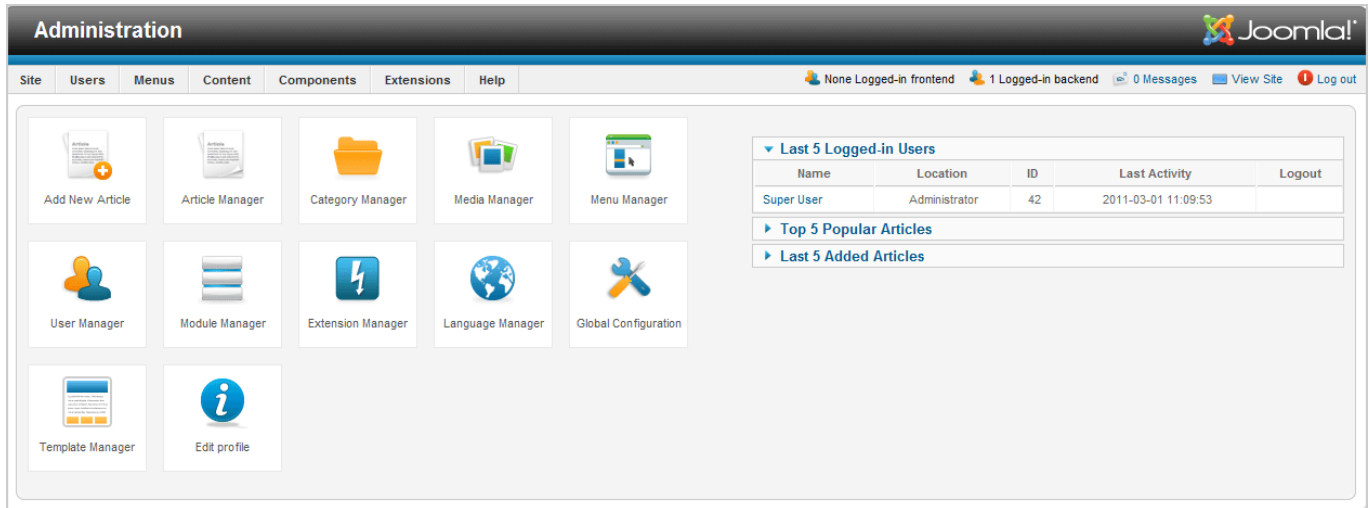 Administration
Joomla!
Site Users Menus Content Components Extensions Help
None Logged-in frontend 1 Logged-in backend 0 Messages View Site Log out
Add New Article Article Manager Category Manager Media Manager Menu Manager
User Manager Module Manager Extension Manager Language Manager Global Configuration
Template Manager Edit profile
Last 5 Logged-in Users
Name Location ID Last Activity Logout
Super User Administrator 42 2011-03-01 11:09:53
Top 5 Popular Articles
Last 5 Added Articles